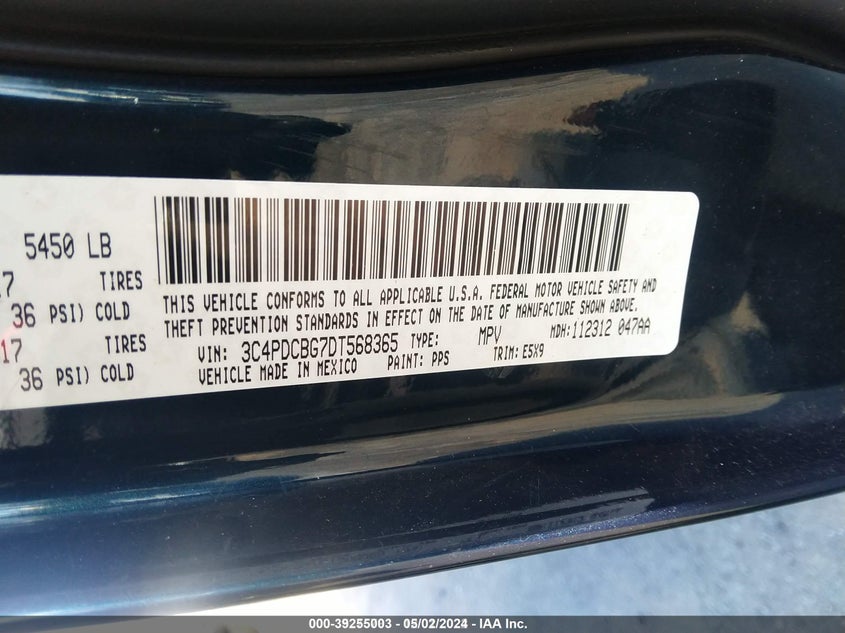 5450 LB
17 TIRES
36 PSI) COLD
17 TIRES
36 PSI) COLD
THIS VEHICLE CONFORMS TO ALL APPLICABLE U.S.A. FEDERAL MOTOR VEHICLE SAFETY AND
THEFT PREVENTION STANDARDS IN EFFECT ON THE DATE OF MANUFACTURE SHOWN ABOVE.
VIN: 3C4PDCBG7DT568365 TYPE: MPV MDH:112312 047AA
VEHICLE MADE IN MEXICO PAINT: PPS TRIM: E5X9
000-39255003 - 05/02/2024 - IAA Inc.